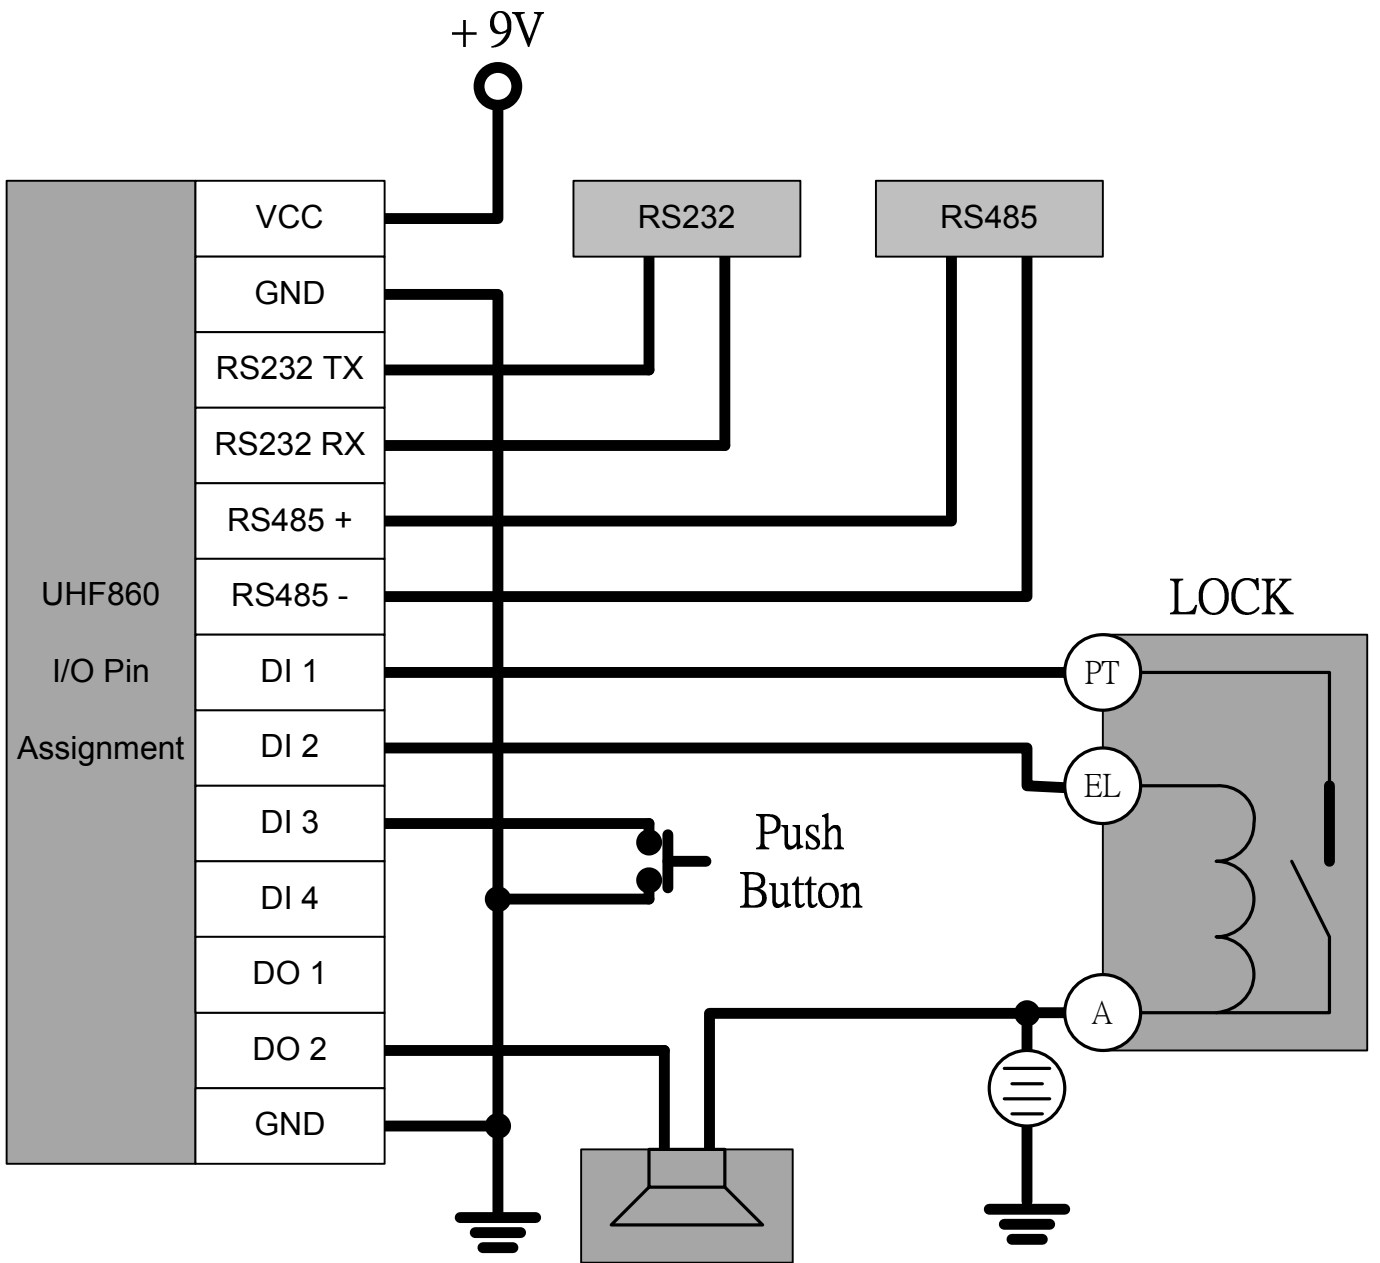 + 9V
VCC
RS232
RS485
GND
RS232 TX
RS232 RX
RS485 +
UHF860
I/O Pin
Assignment
RS485 -
LOCK
DI 1
PT
DI 2
EL
DI 3
Push
Button
DI 4
DO 1
A
DO 2
GND